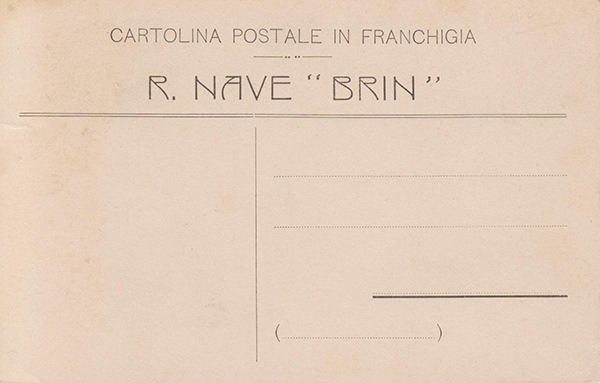 CARTOLINA POSTALE IN FRANCHIGIA
R. NAVE "BRIN"
()